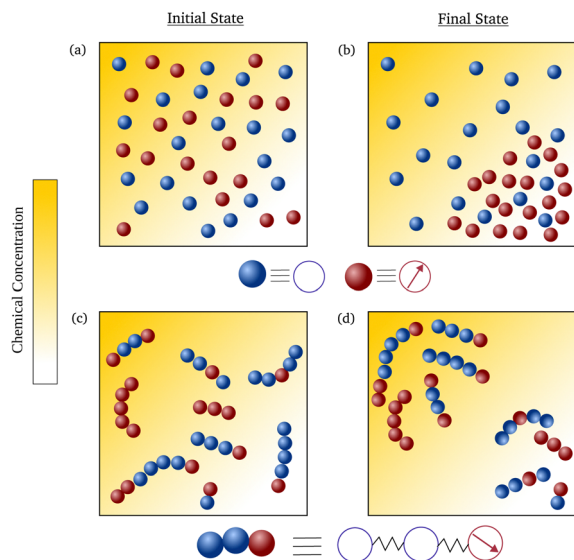 Initial State
Final State
(a)
(b)
Chemical Concentration
(c)
(d)